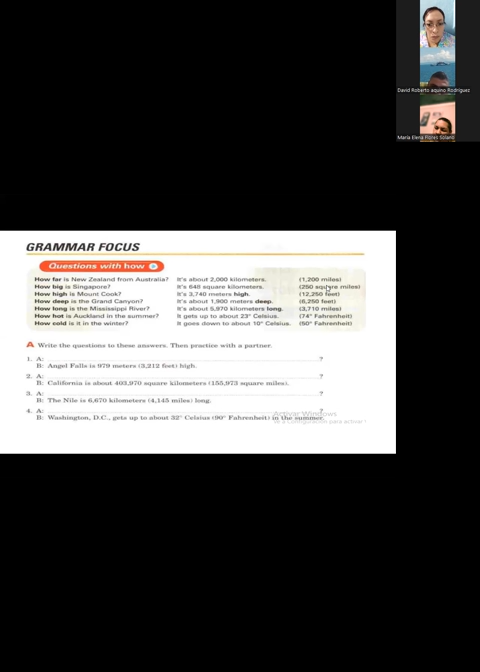 David Roberto aquino Rodriguez
María Elena Flores Solano
GRAMMAR FOCUS
Questions with how
How far is New Zealand from Australia? It's about 2,000 kilometers. (1,200 miles)
How big is Singapore? It's 648 square kilometers. (250 square miles)
How high is Mount Cook? It's 3,740 meters high. (12,250 feet)
How deep is the Grand Canyon? It's about 1,900 meters deep. (6,250 feet)
How long is the Mississippi River? It's about 5,970 kilometers long. (3,710 miles)
How hot is Auckland in the summer? It gets up to about 23° Celsius. (74° Fahrenheit)
How cold is it in the winter? It goes down to about 10° Celsius. (50° Fahrenheit)
A Write the questions to these answers. Then practice with a partner.
1. A: ?
B: Angel Falls is 979 meters (3,212 feet) high.
2. A: ?
B: California is about 403,970 square kilometers (155,973 square miles).
3. A: ?
B: The Nile is 6,670 kilometers (4,145 miles) long.
4. A: ?
Activar Windows
B: Washington, D.C., gets up to about 32° Celsius (90° Fahrenheit) in the summer.
Configuración para activar